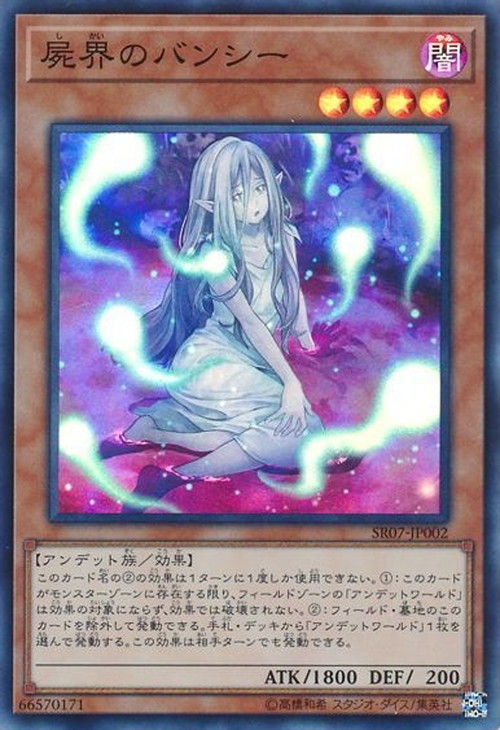 屍界のバンシー
闇
SR07-JP002
【アンデット族／効果】
このカード名の②の効果は1ターンに1度しか使用できない。①：このカード
がモンスターゾーンに存在する限り、フィールドゾーンの「アンデットワールド」
は効果の対象にならず、効果では破壊されない。②：フィールド・墓地のこの
カードを除外して発動できる。手札・デッキから「アンデットワールド」1枚を
選んで発動する。この効果は相手ターンでも発動できる。
ATK/1800 DEF/ 200
66570171 ©高橋和希 スタジオ・ダイス/集英社